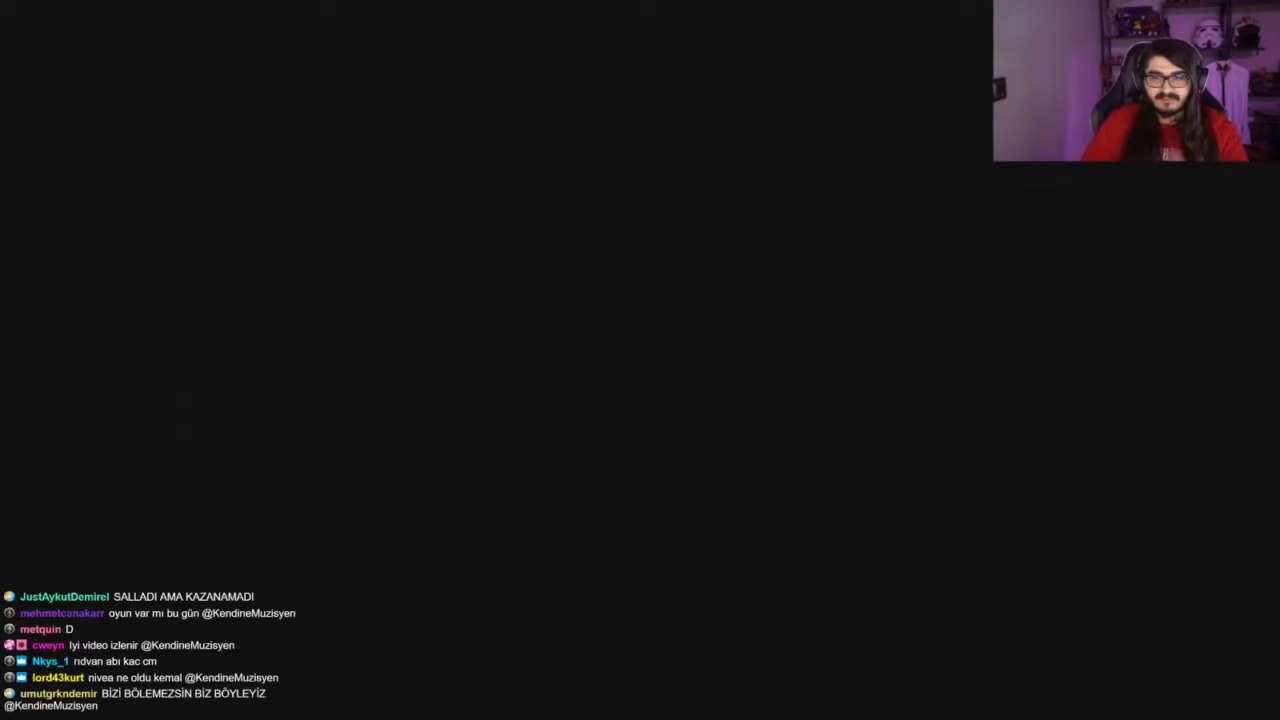 JustAykutDemirel SALLADI AMA KAZANAMADI
mehmetcanakarr oyun var mı bu gün @KendineMuzisyen
metquin D
cweyn Iyi video izlenir @KendineMuzisyen
Nkys_1 rıdvan abı kac cm
lord43kurt nivea ne oldu kemal @KendineMuzisyen
umutgrkndemir BİZİ BÖLEMEZSİN BİZ BÖYLEYİZ
@KendineMuzisyen